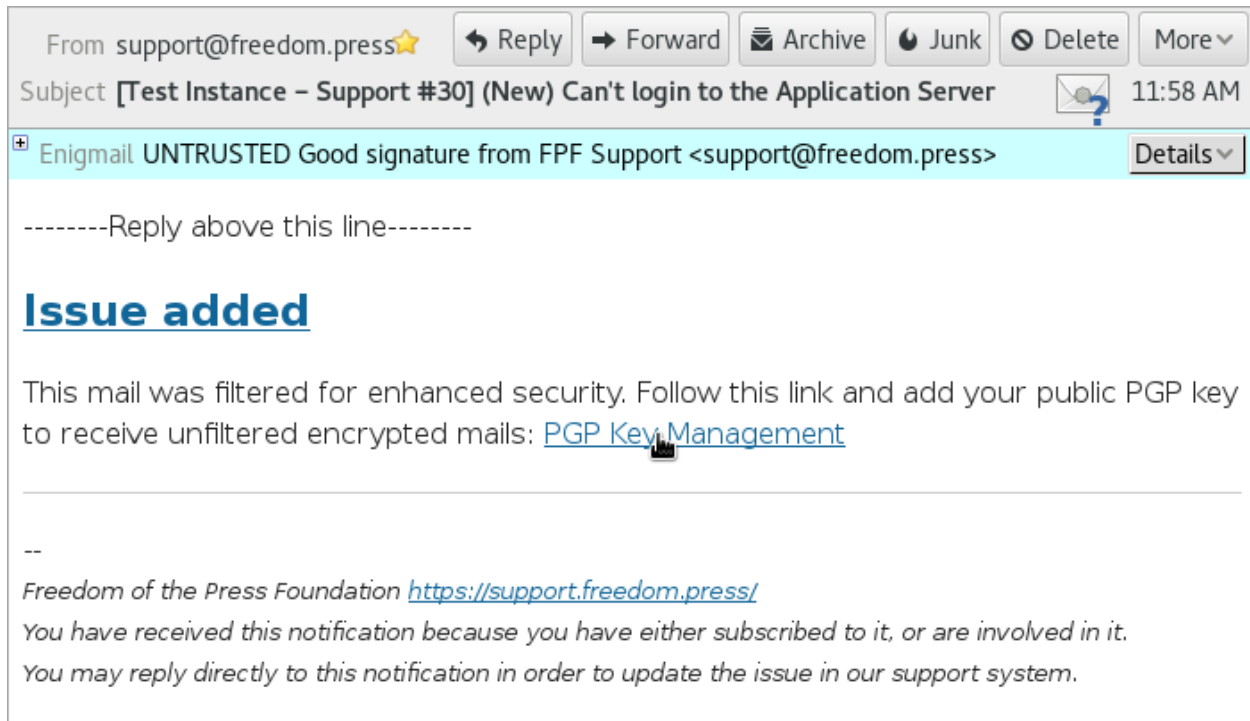 From support@freedom.press Reply Forward Archive Junk Delete More
Subject [Test Instance – Support #30] (New) Can't login to the Application Server 11:58 AM
Enigmail UNTRUSTED Good signature from FPF Support <support@freedom.press> Details
--------Reply above this line--------
Issue added
This mail was filtered for enhanced security. Follow this link and add your public PGP key
to receive unfiltered encrypted mails: PGP Key Management
--
Freedom of the Press Foundation https://support.freedom.press/
You have received this notification because you have either subscribed to it, or are involved in it.
You may reply directly to this notification in order to update the issue in our support system.